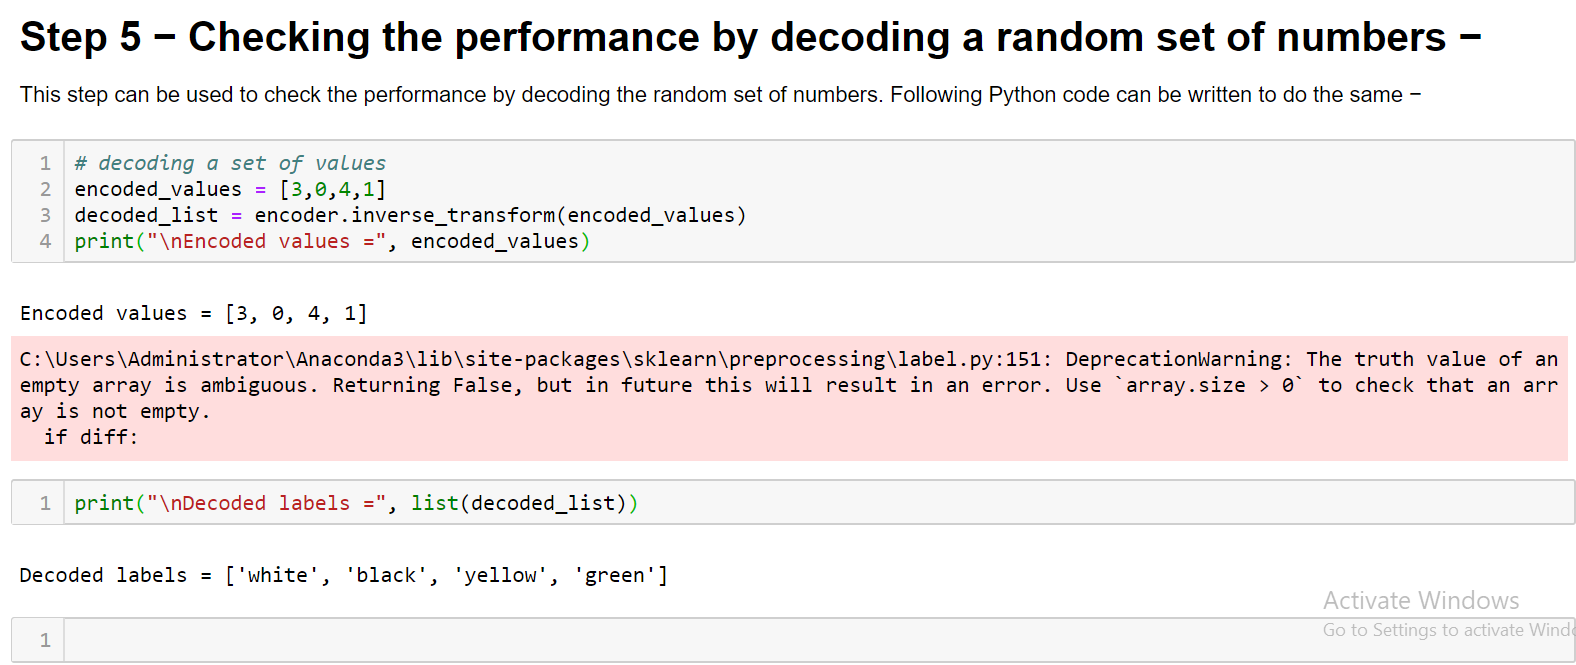 Step 5 − Checking the performance by decoding a random set of numbers −
This step can be used to check the performance by decoding the random set of numbers. Following Python code can be written to do the same −
1 # decoding a set of values
2 encoded_values = [3,0,4,1]
3 decoded_list = encoder.inverse_transform(encoded_values)
4 print("\nEncoded values =", encoded_values)
Encoded values = [3, 0, 4, 1]
C:\Users\Administrator\Anaconda3\lib\site-packages\sklearn\preprocessing\label.py:151: DeprecationWarning: The truth value of an
empty array is ambiguous. Returning False, but in future this will result in an error. Use `array.size > 0` to check that an arr
ay is not empty.
  if diff:
1 print("\nDecoded labels =", list(decoded_list))
Decoded labels = ['white', 'black', 'yellow', 'green']
Activate Windows
Go to Settings to activate Windo
1